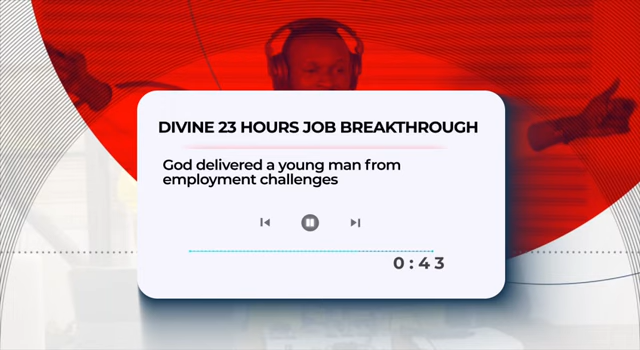 DIVINE 23 HOURS JOB BREAKTHROUGH
God delivered a young man from
employment challenges
0:43